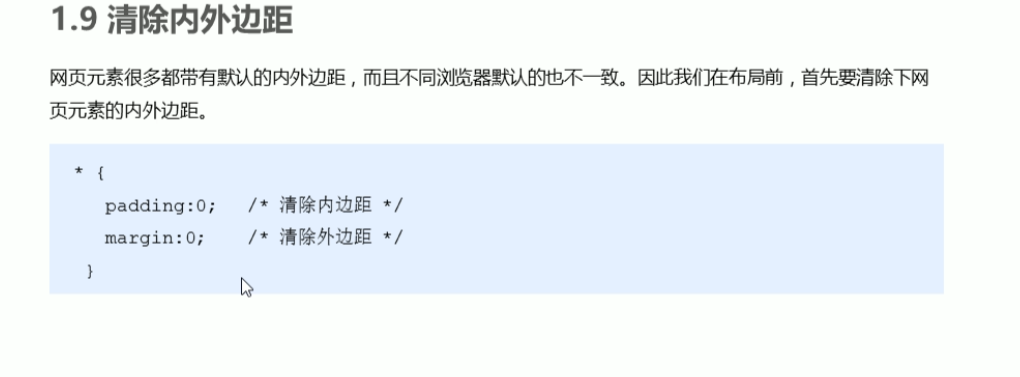 1.9 清除内外边距
网页元素很多都带有默认的内外边距，而且不同浏览器默认的也不一致。因此我们在布局前，首先要清除下网
页元素的内外边距。
* {
padding:0;   /* 清除内边距 */
margin:0;    /* 清除外边距 */
}